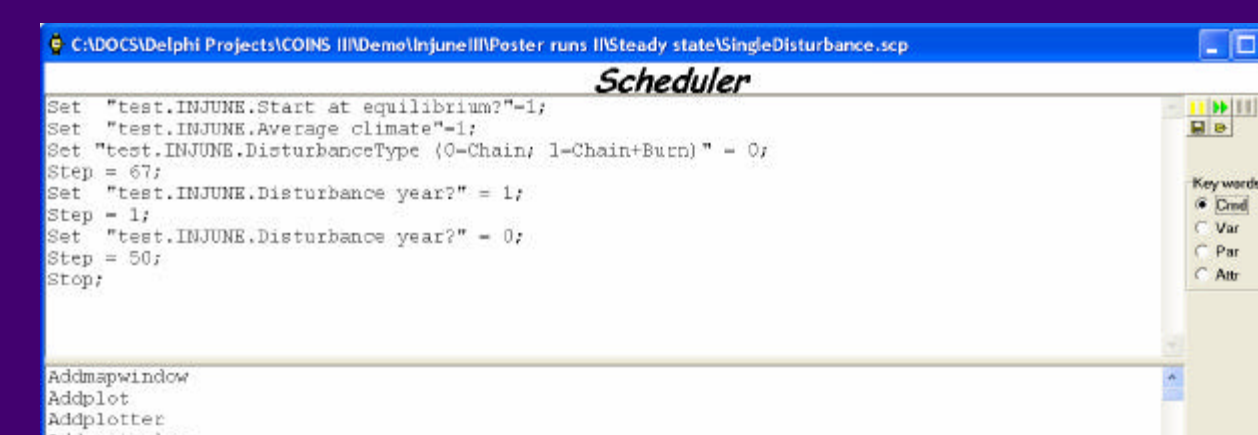 C:\DOCS\Delphi Projects\COINS III\Demo\InjuneIII\Poster runs II\Steady state\SingleDisturbance.scp
Scheduler
Set "test.INJUNE.Start at equilibrium?"=1;
Set "test.INJUNE.Average climate"=1;
Set "test.INJUNE.DisturbanceType (0=Chain; 1=Chain+Burn)" = 0;
Step = 67;
Set "test.INJUNE.Disturbance year?" = 1;
Step = 1;
Set "test.INJUNE.Disturbance year?" = 0;
Step = 50;
Stop;
Key words
Cmd
Var
Par
Attr
Addmapwindow
Addplot
Addplotter